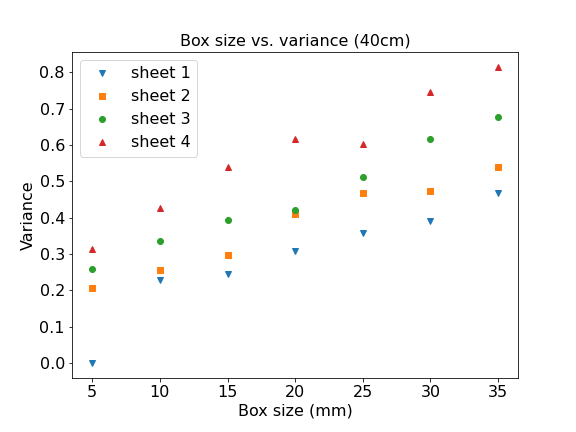 Box size vs. variance (40cm)
sheet 1
sheet 2
sheet 3
sheet 4
Variance
0.8
0.7
0.6
0.5
0.4
0.3
0.2
0.1
0.0
5 10 15 20 25 30 35
Box size (mm)